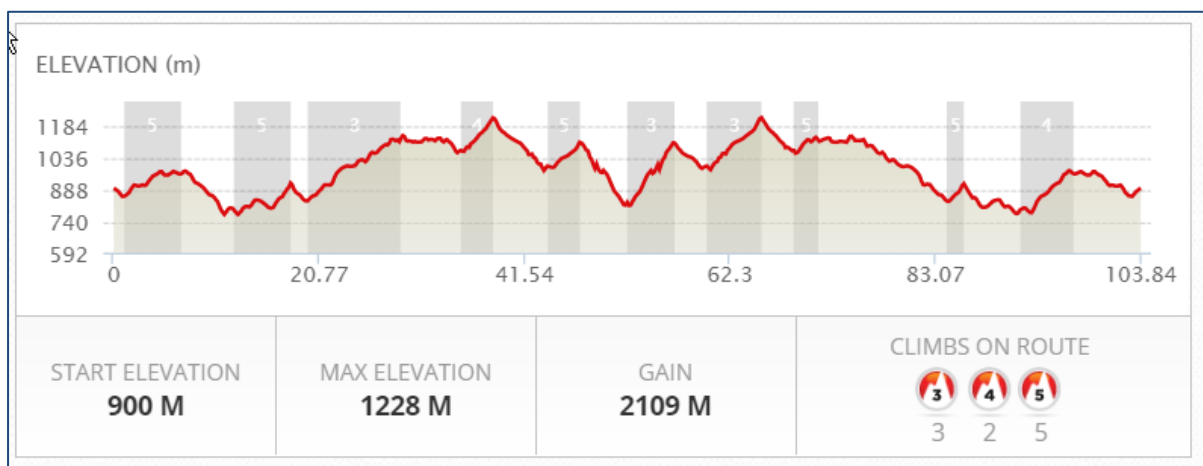 ELEVATION (m)
5 5 3 4 5 3 3 5 5 4
1184
1036
888
740
592
0 20.77 41.54 62.3 83.07 103.84
START ELEVATION
900 M
MAX ELEVATION
1228 M
GAIN
2109 M
CLIMBS ON ROUTE
3 4 5
3 2 5